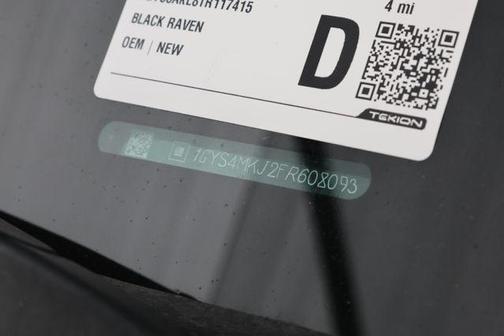 4 mi
BLACK RAVEN
OEM | NEW
D
TEKION
1GYS4MKJ2FR608093